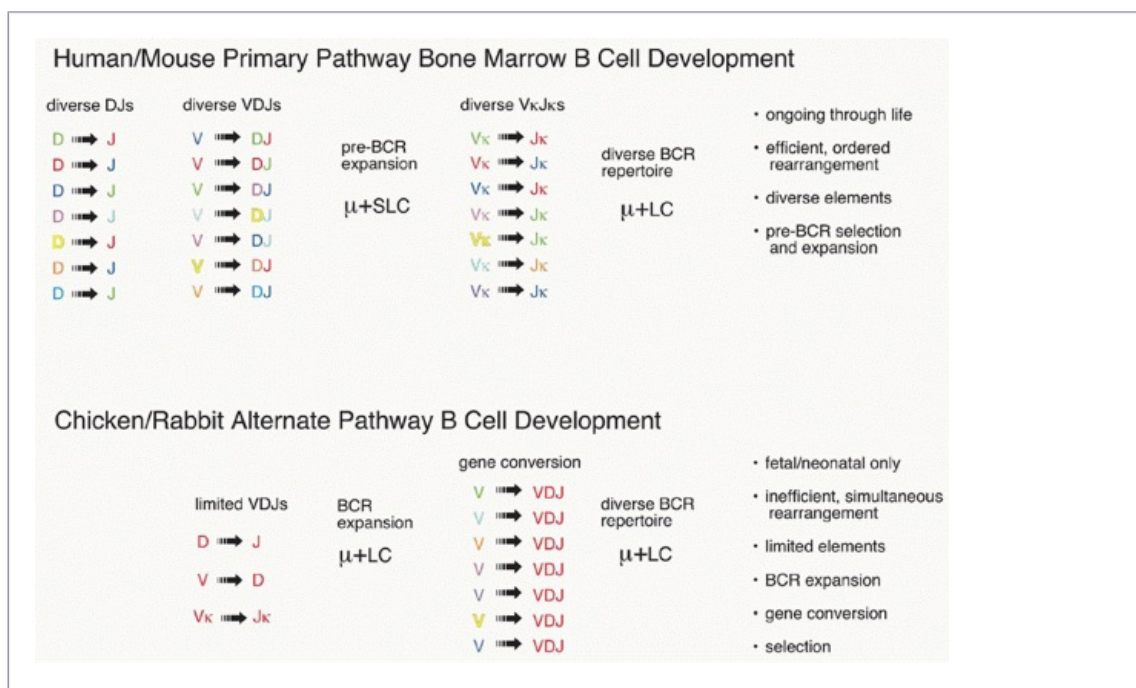 Human/Mouse Primary Pathway Bone Marrow B Cell Development
diverse DJs
D J
D J
D J
D J
D J
D J
D J
diverse VDJs
V DJ
V DJ
V DJ
V DJ
V DJ
V DJ
V DJ
pre-BCR
expansion
μ+SLC
diverse VκJκs
Vκ Jκ
Vκ Jκ
Vκ Jκ
Vκ Jκ
Vκ Jκ
Vκ Jκ
Vκ Jκ
diverse BCR
repertoire
μ+LC
• ongoing through life
• efficient, ordered
rearrangement
• diverse elements
• pre-BCR selection
and expansion
Chicken/Rabbit Alternate Pathway B Cell Development
limited VDJs
D J
V D
Vκ Jκ
BCR
expansion
μ+LC
gene conversion
V VDJ
V VDJ
V VDJ
V VDJ
V VDJ
V VDJ
V VDJ
diverse BCR
repertoire
μ+LC
• fetal/neonatal only
• inefficient, simultaneous
rearrangement
• limited elements
• BCR expansion
• gene conversion
• selection